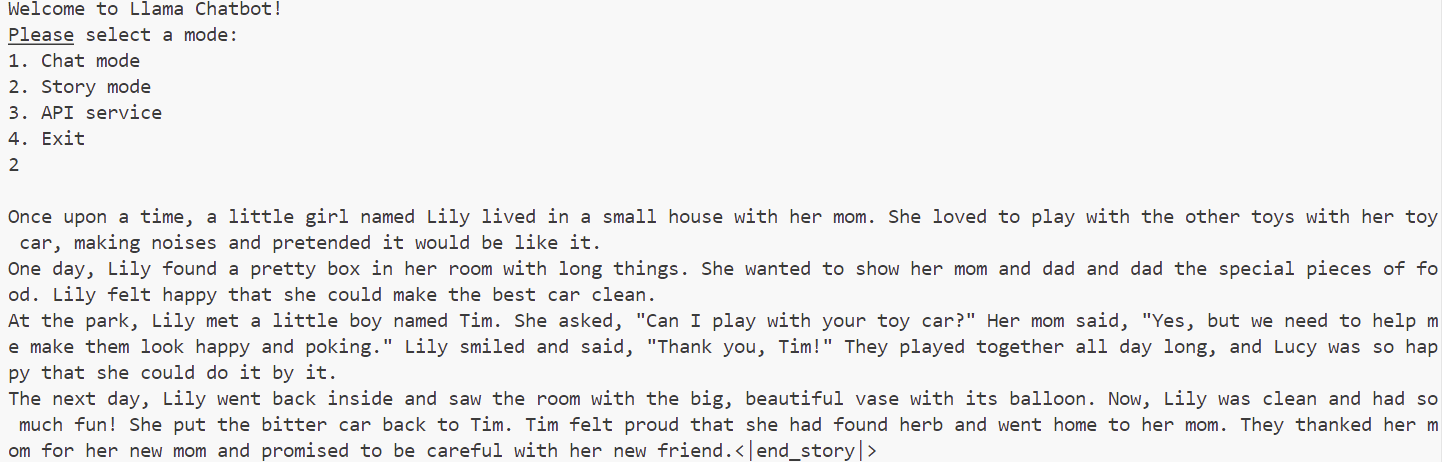 Welcome to Llama Chatbot!
Please select a mode:
1. Chat mode
2. Story mode
3. API service
4. Exit
2
Once upon a time, a little girl named Lily lived in a small house with her mom. She loved to play with the other toys with her toy
 car, making noises and pretended it would be like it.
One day, Lily found a pretty box in her room with long things. She wanted to show her mom and dad and dad the special pieces of fo
od. Lily felt happy that she could make the best car clean.
At the park, Lily met a little boy named Tim. She asked, "Can I play with your toy car?" Her mom said, "Yes, but we need to help m
e make them look happy and poking." Lily smiled and said, "Thank you, Tim!" They played together all day long, and Lucy was so hap
py that she could do it by it.
The next day, Lily went back inside and saw the room with the big, beautiful vase with its balloon. Now, Lily was clean and had so
 much fun! She put the bitter car back to Tim. Tim felt proud that she had found herb and went home to her mom. They thanked her m
om for her new mom and promised to be careful with her new friend.<|end_story|>